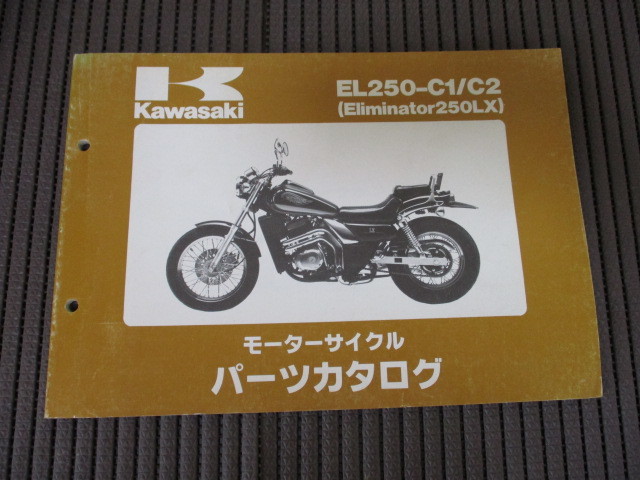 Kawasaki
EL250-C1/C2
(Eliminator250LX)
モーターサイクル
パーツカタログ